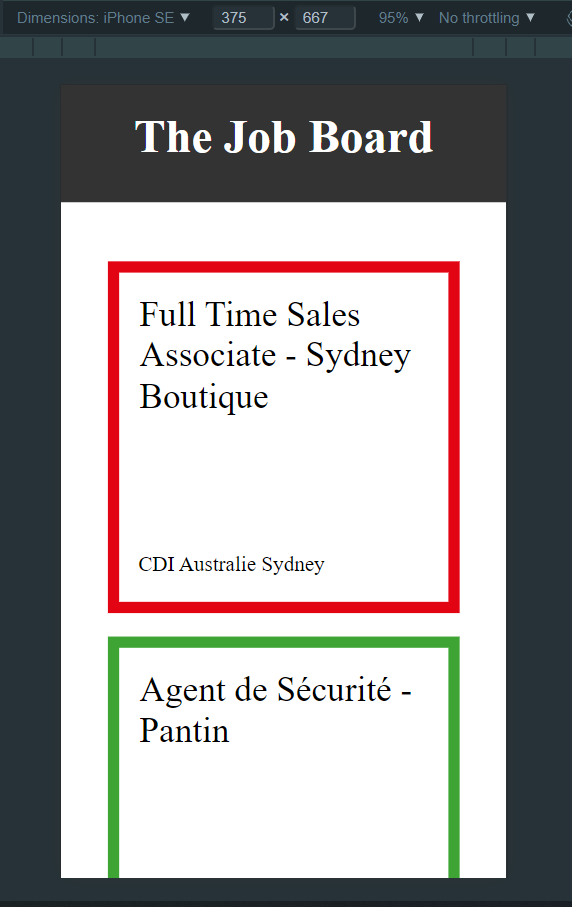 Dimensions: iPhone SE ▼ 375 × 667 95% ▼ No throttling ▼
The Job Board
Full Time Sales
Associate - Sydney
Boutique
CDI Australie Sydney
Agent de Sécurité -
Pantin